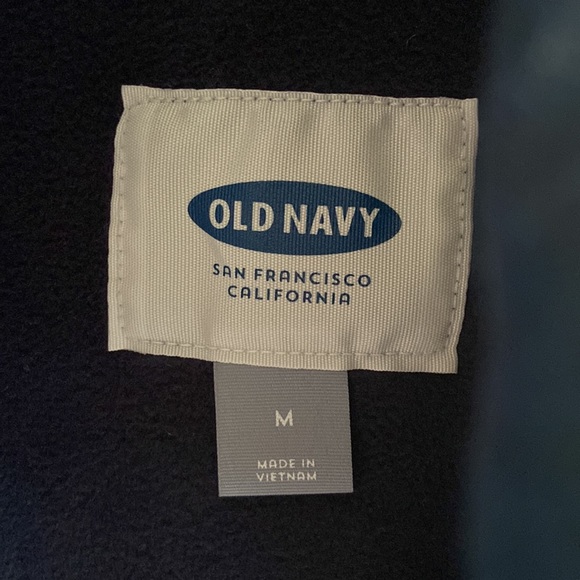 OLD NAVY
SAN FRANCISCO
CALIFORNIA
M
MADE IN
VIETNAM